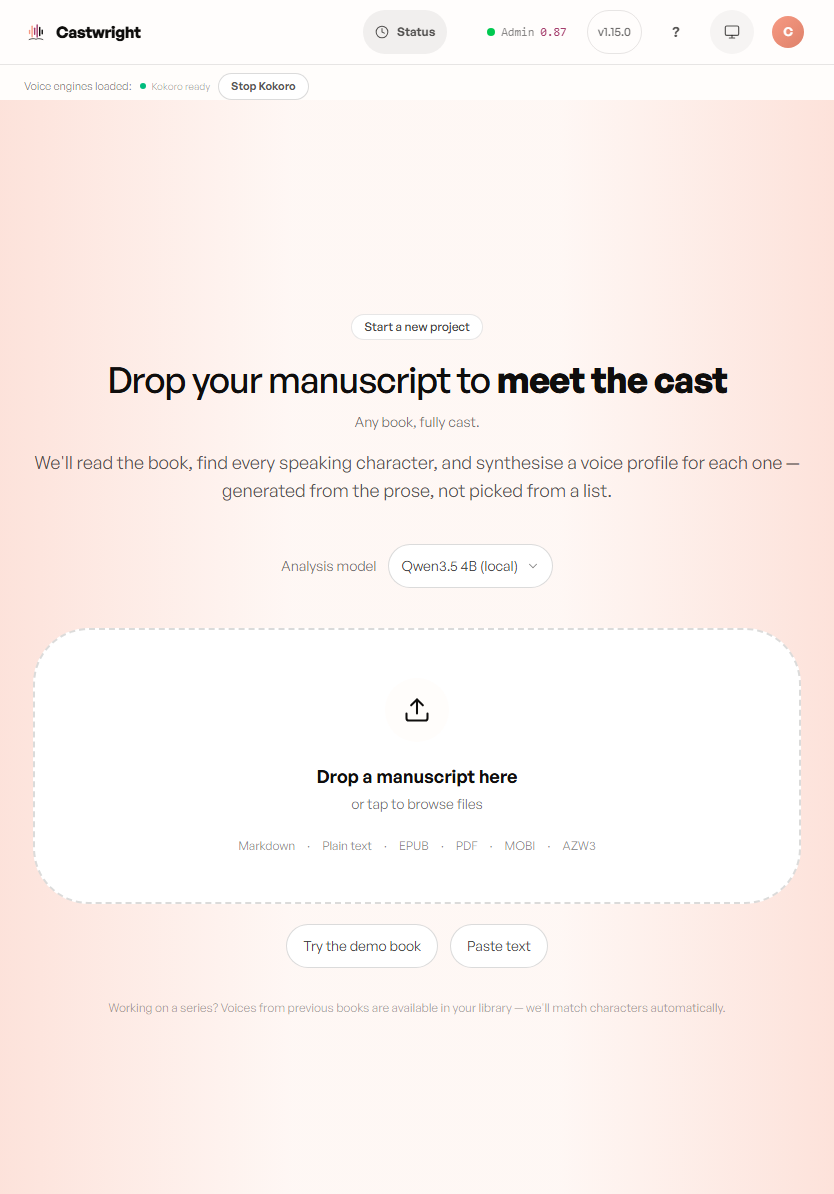 Castwright
Status
Admin 0.87
v1.15.0
?
C
Voice engines loaded:
Kokoro ready
Stop Kokoro
Start a new project
Drop your manuscript to meet the cast
Any book, fully cast.
We'll read the book, find every speaking character, and synthesise a voice profile for each one —
generated from the prose, not picked from a list.
Analysis model
Qwen3.5 4B (local)
Drop a manuscript here
or tap to browse files
Markdown · Plain text · EPUB · PDF · MOBI · AZW3
Try the demo book
Paste text
Working on a series? Voices from previous books are available in your library — we'll match characters automatically.